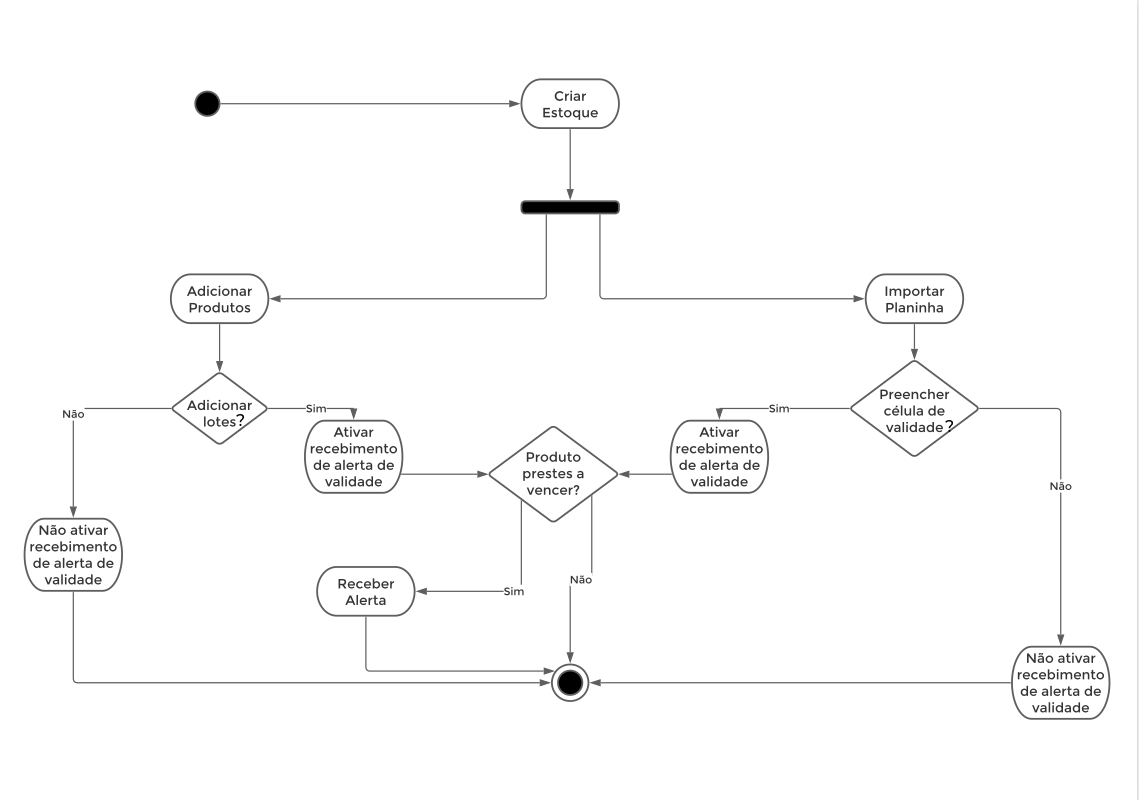 Criar
Estoque
Adicionar
Produtos
Importar
Planinha
Adicionar
lotes?
Preencher
célula de
validade?
Não
Sim
Sim
Não
Ativar
recebimento
de alerta de
validade
Produto
prestes a
vencer?
Ativar
recebimento
de alerta de
validade
Não ativar
recebimento
de alerta de
validade
Receber
Alerta
Sim
Não
Não ativar
recebimento
de alerta de
validade